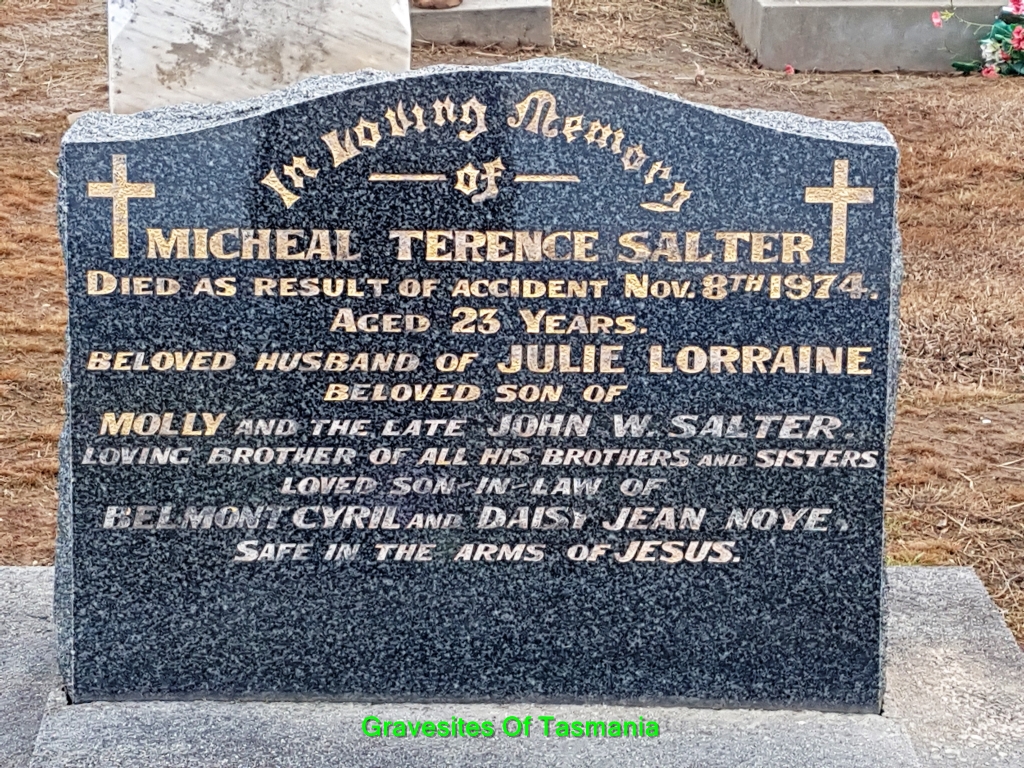 In Loving Memory
of
MICHEAL TERENCE SALTER
DIED AS RESULT OF ACCIDENT NOV. 8TH 1974.
AGED 23 YEARS.
BELOVED HUSBAND OF JULIE LORRAINE
BELOVED SON OF
MOLLY AND THE LATE JOHN W. SALTER.
LOVING BROTHER OF ALL HIS BROTHERS AND SISTERS
LOVED SON-IN-LAW OF
BELMONT CYRIL AND DAISY JEAN NOYE.
SAFE IN THE ARMS OF JESUS.
Gravesites Of Tasmania